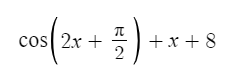 cos(2x + π/2) + x + 8